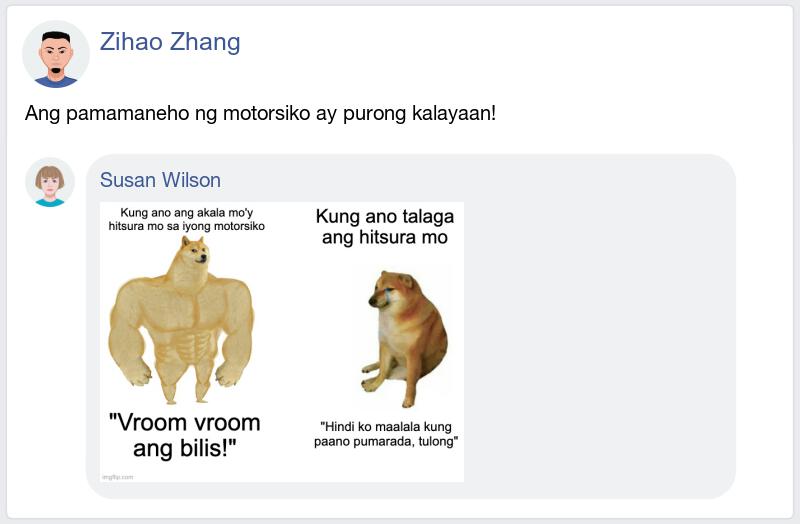 Zihao Zhang
Ang pamamaneho ng motorsiko ay purong kalayaan!
Susan Wilson
Kung ano ang akala mo'y
hitsura mo sa iyong motorsiko
"Vroom vroom
ang bilis!"
Kung ano talaga
ang hitsura mo
"Hindi ko maalala kung
paano pumarada, tulong"
imgflip.com